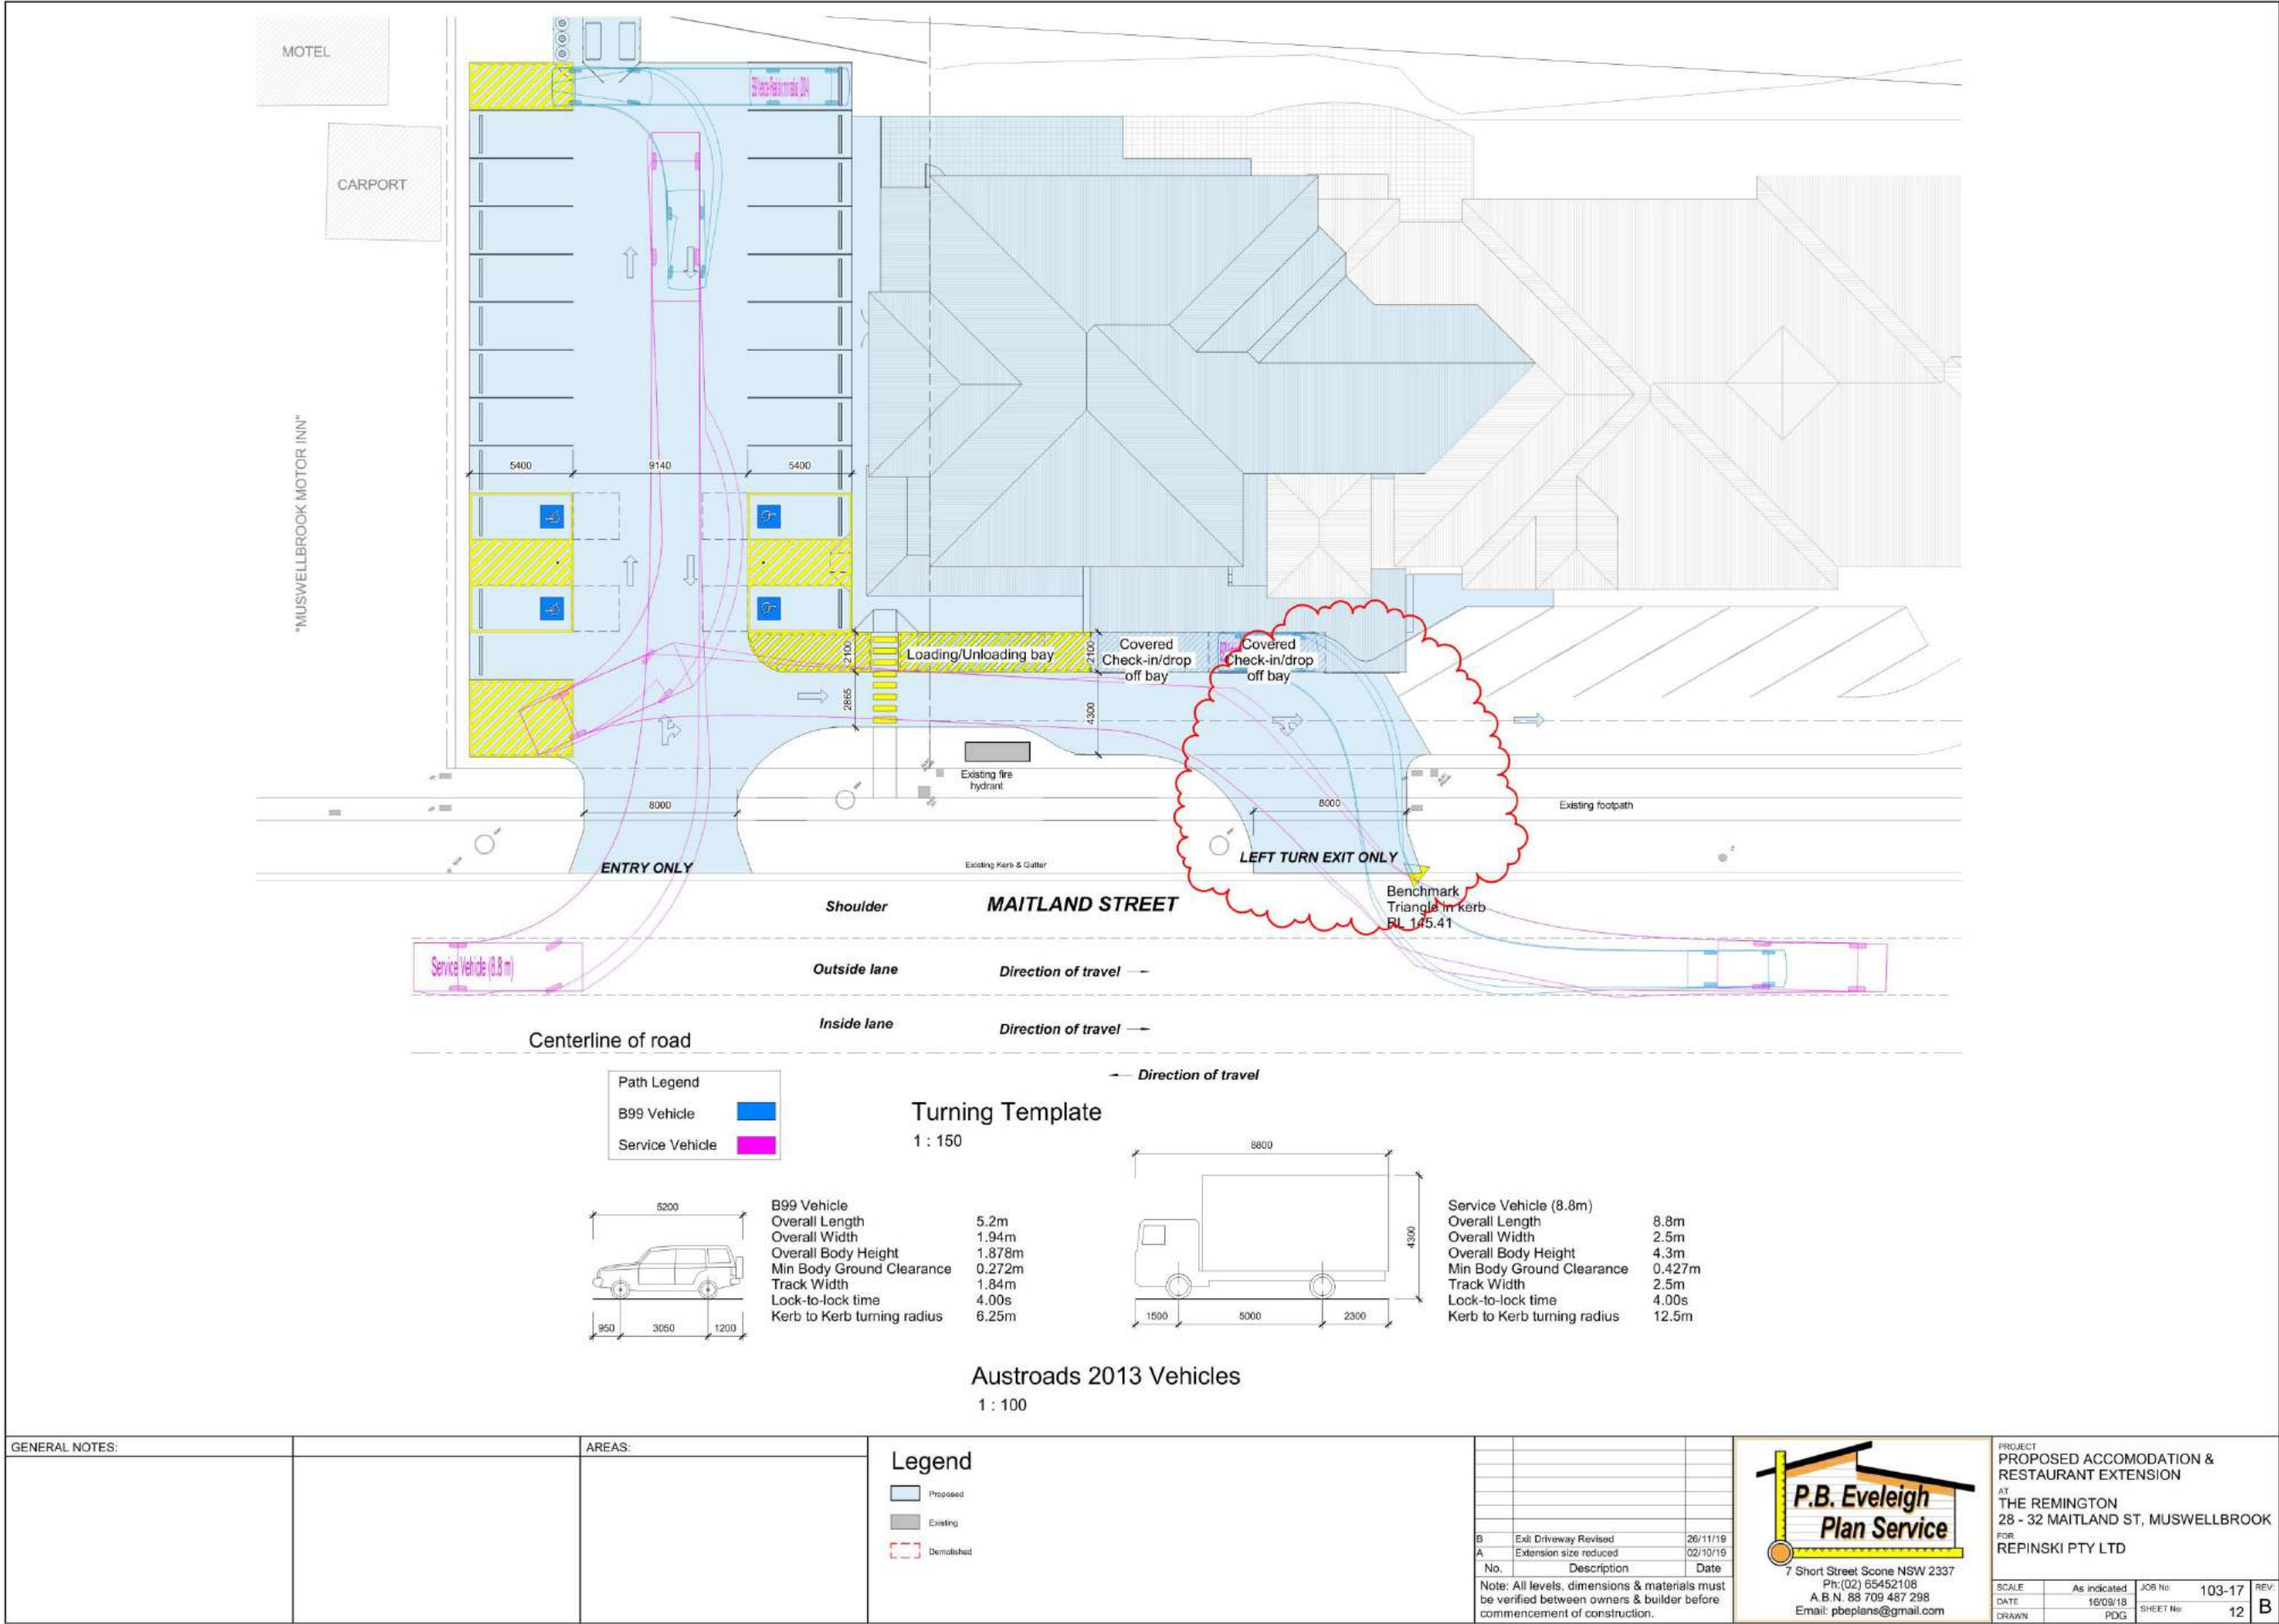 MOTEL
CARPORT
"MUSWELLBROOK MOTOR INN"
5400
9140
5400
Loading/Unloading bay
2100
2865
2100
4300
Covered
Check-in/drop
off bay
Covered
Check-in/drop
off bay
Existing fire
hydrant
8000
8000
Existing footpath
ENTRY ONLY
Existing Kerb & Gutter
LEFT TURN EXIT ONLY
Benchmark
Triangle in kerb
RL 145.41
Shoulder
MAITLAND STREET
Service Vehicle (8.8 m)
Outside lane
Direction of travel
Inside lane
Direction of travel
Centerline of road
Direction of travel
Path Legend
B99 Vehicle
Service Vehicle
Turning Template
1 : 150
5200
950
3050
1200
B99 Vehicle
Overall Length 5.2m
Overall Width 1.94m
Overall Body Height 1.878m
Min Body Ground Clearance 0.272m
Track Width 1.84m
Lock-to-lock time 4.00s
Kerb to Kerb turning radius 6.25m
8800
4300
1500
5000
2300
Service Vehicle (8.8m)
Overall Length 8.8m
Overall Width 2.5m
Overall Body Height 4.3m
Min Body Ground Clearance 0.427m
Track Width 2.5m
Lock-to-lock time 4.00s
Kerb to Kerb turning radius 12.5m
Austroads 2013 Vehicles
1 : 100
GENERAL NOTES:
AREAS:
Legend
Proposed
Existing
Demolished
B Exit Driveway Revised 26/11/19
A Extension size reduced 02/10/19
No. Description Date
Note: All levels, dimensions & materials must
be verified between owners & builder before
commencement of construction.
P.B. Eveleigh
Plan Service
7 Short Street Scone NSW 2337
Ph:(02) 65452108
A.B.N. 88 709 487 298
Email: pbeplans@gmail.com
PROJECT
PROPOSED ACCOMODATION &
RESTAURANT EXTENSION
AT
THE REMINGTON
28 - 32 MAITLAND ST, MUSWELLBROOK
FOR
REPINSKI PTY LTD
SCALE As indicated
DATE 16/09/18
DRAWN PDG
JOB No: 103-17
SHEET No: 12
REV: B